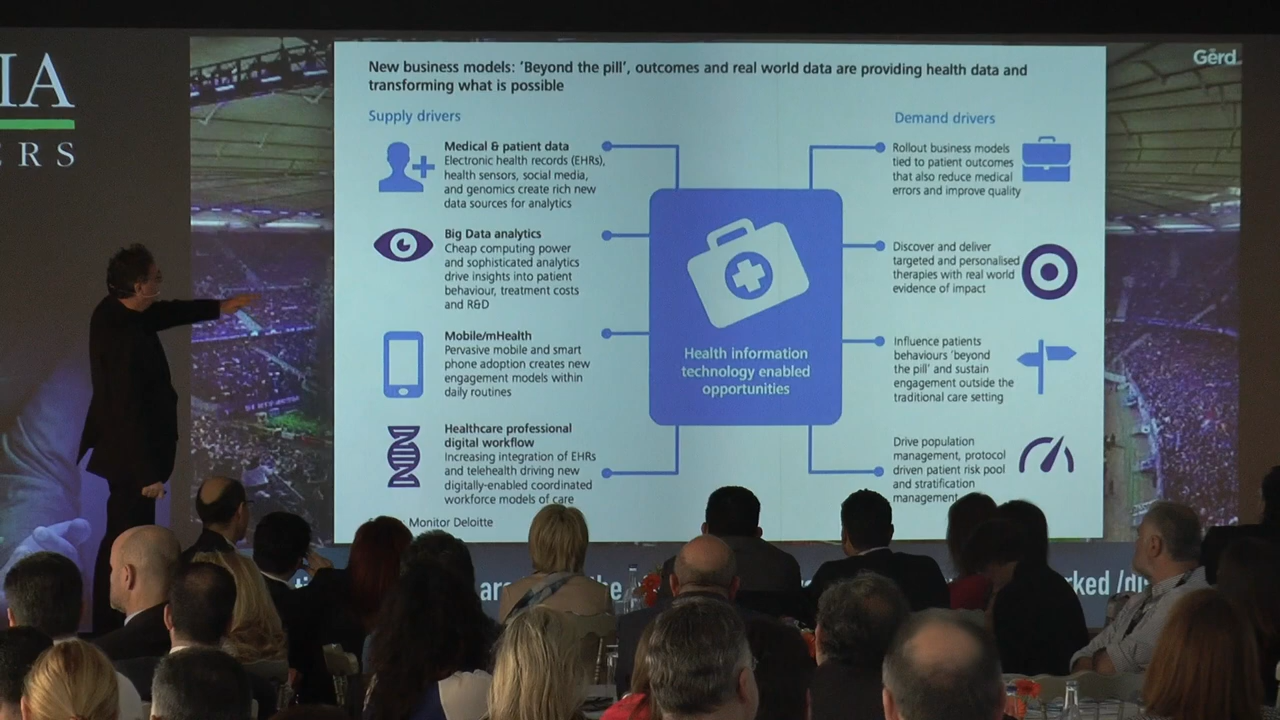 IA
ERS
Gerd
New business models: 'Beyond the pill', outcomes and real world data are providing health data and
transforming what is possible
Supply drivers
Medical & patient data
Electronic health records (EHRs),
health sensors, social media,
and genomics create rich new
data sources for analytics
Big Data analytics
Cheap computing power
and sophisticated analytics
drive insights into patient
behaviour, treatment costs
and R&D
Mobile/mHealth
Pervasive mobile and smart
phone adoption creates new
engagement models within
daily routines
Healthcare professional
digital workflow
Increasing integration of EHRs
and telehealth driving new
digitally-enabled coordinated
workforce models of care
Monitor Deloitte
Health information
technology enabled
opportunities
Demand drivers
Rollout business models
tied to patient outcomes
that also reduce medical
errors and improve quality
Discover and deliver
targeted and personalised
therapies with real world
evidence of impact
Influence patients
behaviours 'beyond
the pill' and sustain
engagement outside the
traditional care setting
Drive population
management, protocol
driven patient risk pool
and stratification
management